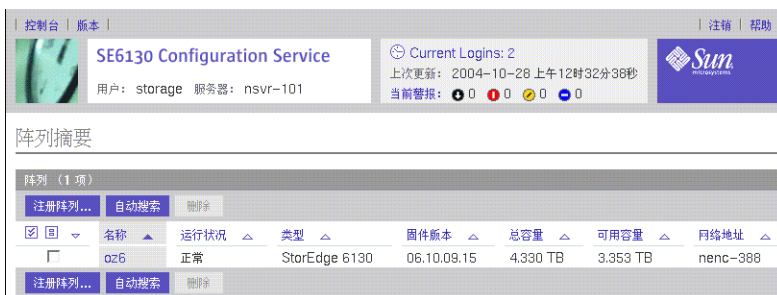 控制台 | 版本 | | 注销 | 帮助
SE6130 Configuration Service
用户: storage 服务器: nsvr-101
Current Logins: 2
上次更新: 2004-10-28 上午12时32分38秒
当前警报: 0 0 0 0
Sun
microsystems
阵列摘要
阵列 (1 项)
注册阵列... 自动搜索 删除
名称 运行状况 类型 固件版本 总容量 可用容量 网络地址
oz6 正常 StorEdge 6130 06.10.09.15 4.330 TB 3.353 TB nenc-388
注册阵列... 自动搜索 删除